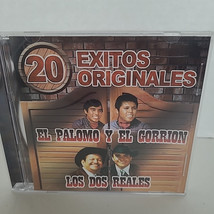 20 EXITOS
ORIGINALES
EL PALOMO Y EL GORRION
LOS DOS REALES